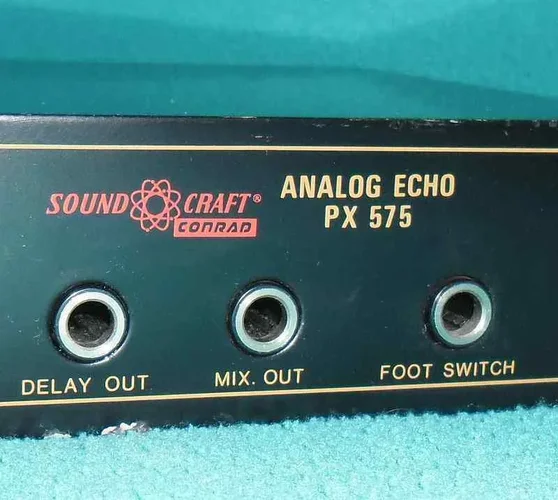 SOUND CRAFT®
CONRAD
ANALOG ECHO
PX 575
DELAY OUT
MIX. OUT
FOOT SWITCH